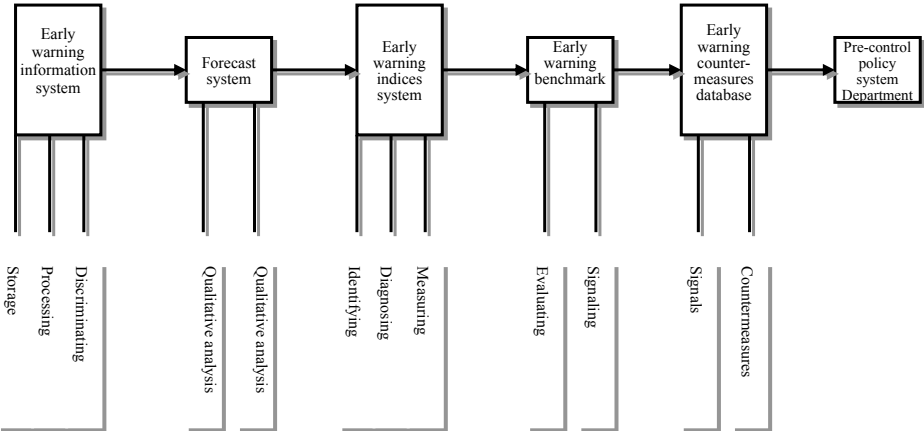 Early
warning
information
system
Forecast
system
Early
warning
indices
system
Early
warning
benchmark
Early
warning
counter-
measures
database
Pre-control
policy
system
Department
Storage
Processing
Discriminating
Qualitative analysis
Qualitative analysis
Identifying
Diagnosing
Measuring
Evaluating
Signaling
Signals
Countermeasures